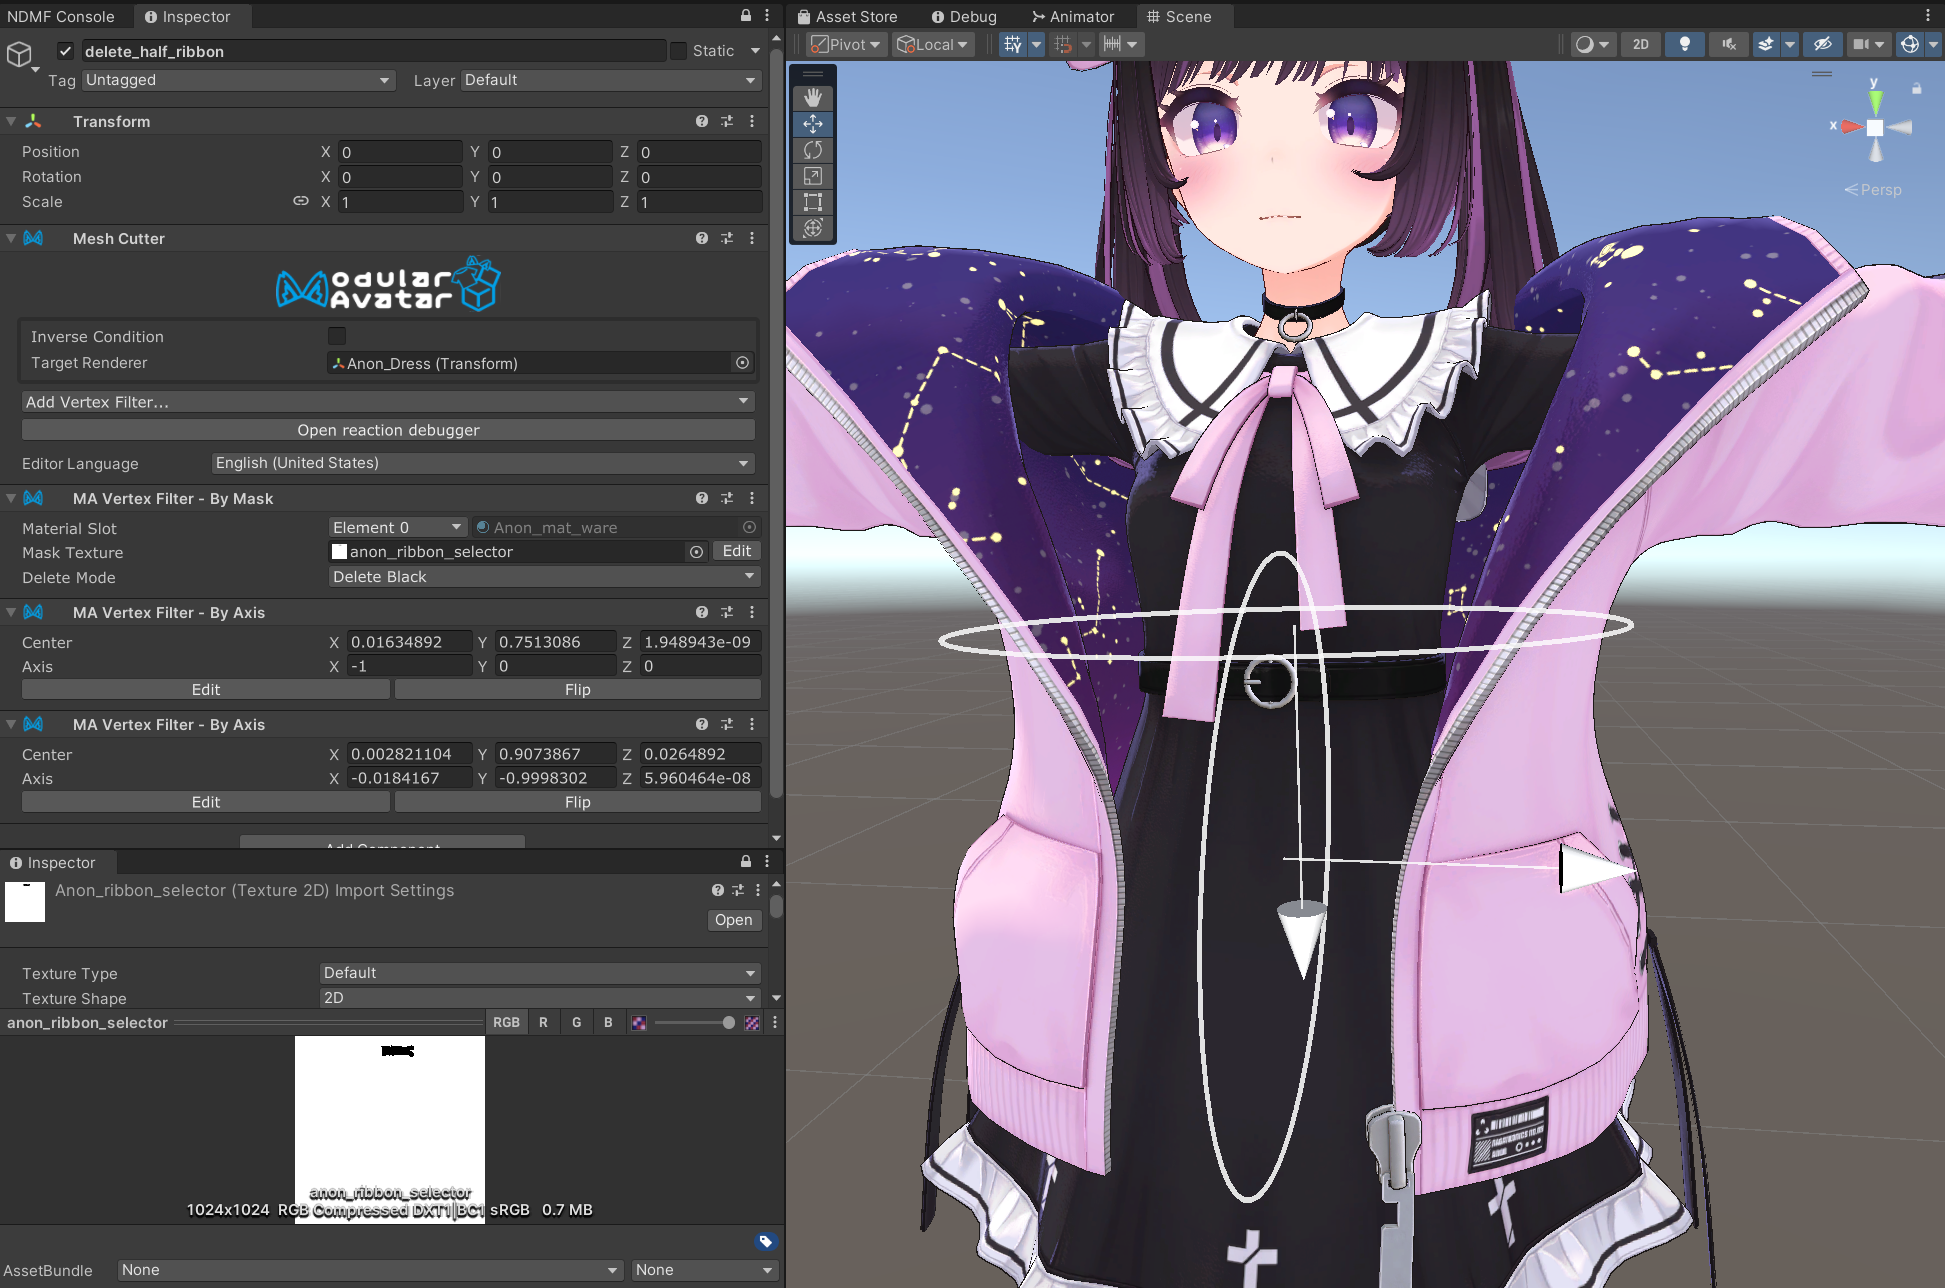 NDMF Console
Inspector
delete_half_ribbon
Static
Tag
Untagged
Layer
Default
Transform
Position X 0 Y 0 Z 0
Rotation X 0 Y 0 Z 0
Scale X 1 Y 1 Z 1
Mesh Cutter
Modular
Avatar
Inverse Condition
Target Renderer
Anon_Dress (Transform)
Add Vertex Filter...
Open reaction debugger
Editor Language
English (United States)
MA Vertex Filter - By Mask
Material Slot
Element 0
Anon_mat_ware
Mask Texture
anon_ribbon_selector
Edit
Delete Mode
Delete Black
MA Vertex Filter - By Axis
Center X 0.01634892 Y 0.7513086 Z 1.948943e-09
Axis X -1 Y 0 Z 0
Edit
Flip
MA Vertex Filter - By Axis
Center X 0.002821104 Y 0.9073867 Z 0.0264892
Axis X -0.0184167 Y -0.9998302 Z 5.960464e-08
Edit
Flip
Add Component
Inspector
Anon_ribbon_selector (Texture 2D) Import Settings
Open
Texture Type
Default
Texture Shape
2D
anon_ribbon_selector
RGB R G B
anon_ribbon_selector
1024x1024 RGB Compressed DXT1|BC1 sRGB 0.7 MB
AssetBundle
None
None
Asset Store
Debug
Animator
Scene
Pivot
Local
2D
y
x
Persp